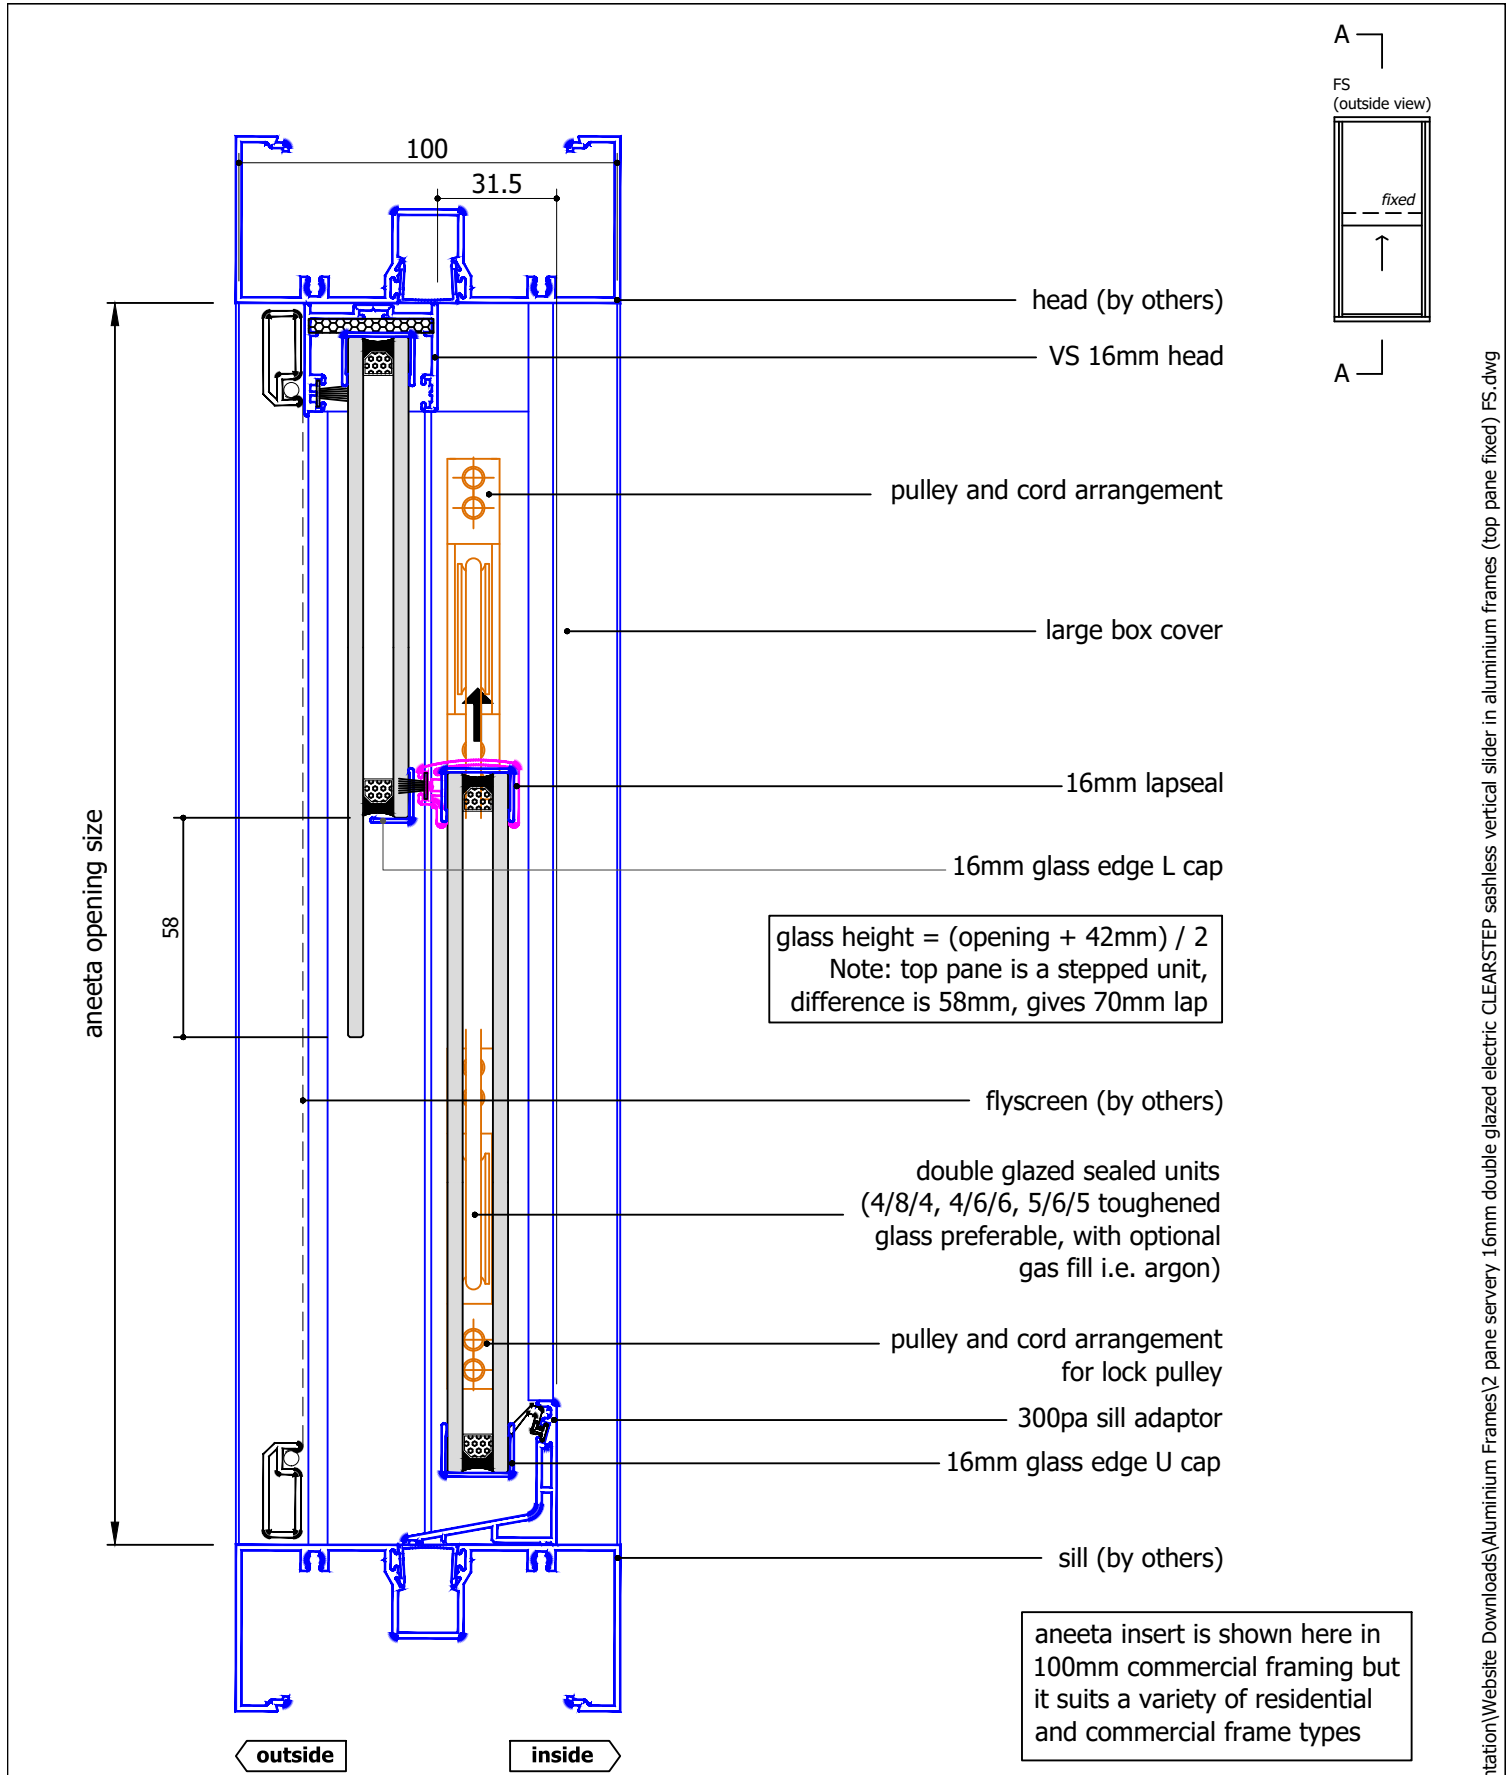 A
FS
(outside view)
fixed
A
100
31.5
head (by others)
VS 16mm head
pulley and cord arrangement
large box cover
16mm lapseal
16mm glass edge L cap
aneeta opening size
58
glass height = (opening + 42mm) / 2
Note: top pane is a stepped unit,
difference is 58mm, gives 70mm lap
flyscreen (by others)
double glazed sealed units
(4/8/4, 4/6/6, 5/6/5 toughened
glass preferable, with optional
gas fill i.e. argon)
pulley and cord arrangement
for lock pulley
300pa sill adaptor
16mm glass edge U cap
sill (by others)
aneeta insert is shown here in
100mm commercial framing but
it suits a variety of residential
and commercial frame types
outside
inside
ntation\Website Downloads\Aluminium Frames\2 pane servery 16mm double glazed electric CLEARSTEP sashless vertical slider in aluminium frames (top pane fixed) FS.dwg